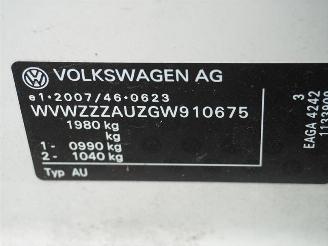 VOLKSWAGEN AG
e1*2007/46*0623
WVWZZZAUZGW910675
1980 kg
kg
1- 0990 kg
2- 1040 kg
Typ AU
3
EAGA 4242